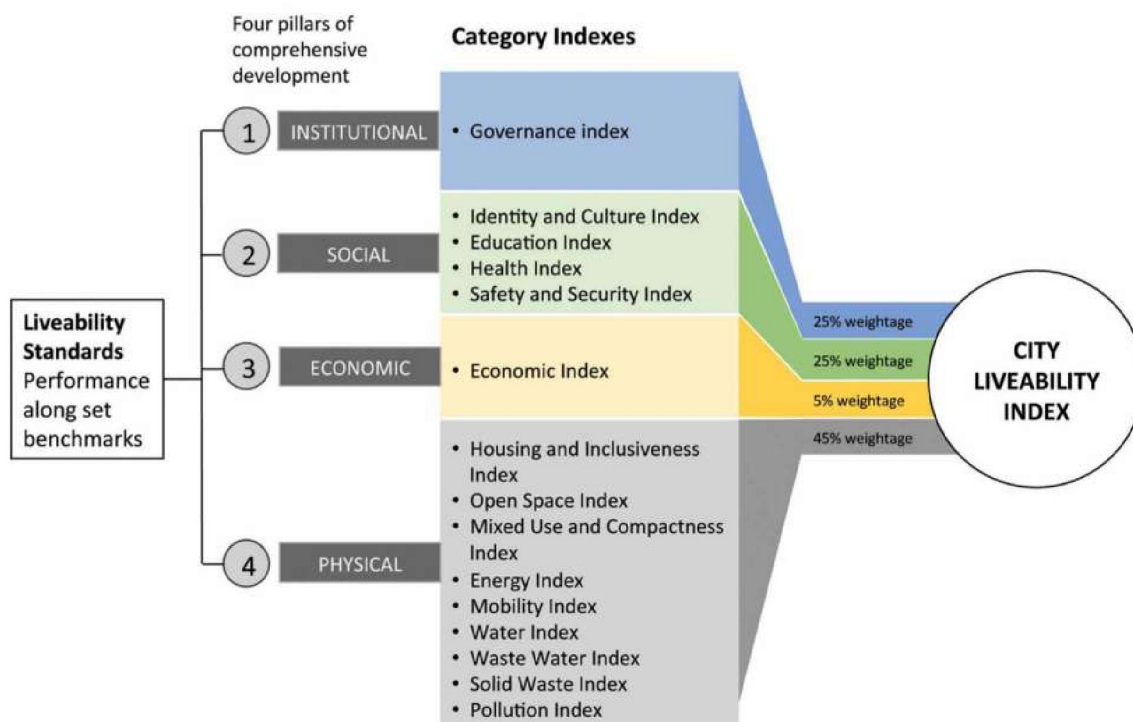 Four pillars of
comprehensive
development
Category Indexes
1
INSTITUTIONAL
• Governance index
2
SOCIAL
• Identity and Culture Index
• Education Index
• Health Index
• Safety and Security Index
Liveability
Standards
Performance
along set
benchmarks
3
ECONOMIC
• Economic Index
4
PHYSICAL
• Housing and Inclusiveness
Index
• Open Space Index
• Mixed Use and Compactness
Index
• Energy Index
• Mobility Index
• Water Index
• Waste Water Index
• Solid Waste Index
• Pollution Index
25% weightage
25% weightage
5% weightage
45% weightage
CITY
LIVEABILITY
INDEX